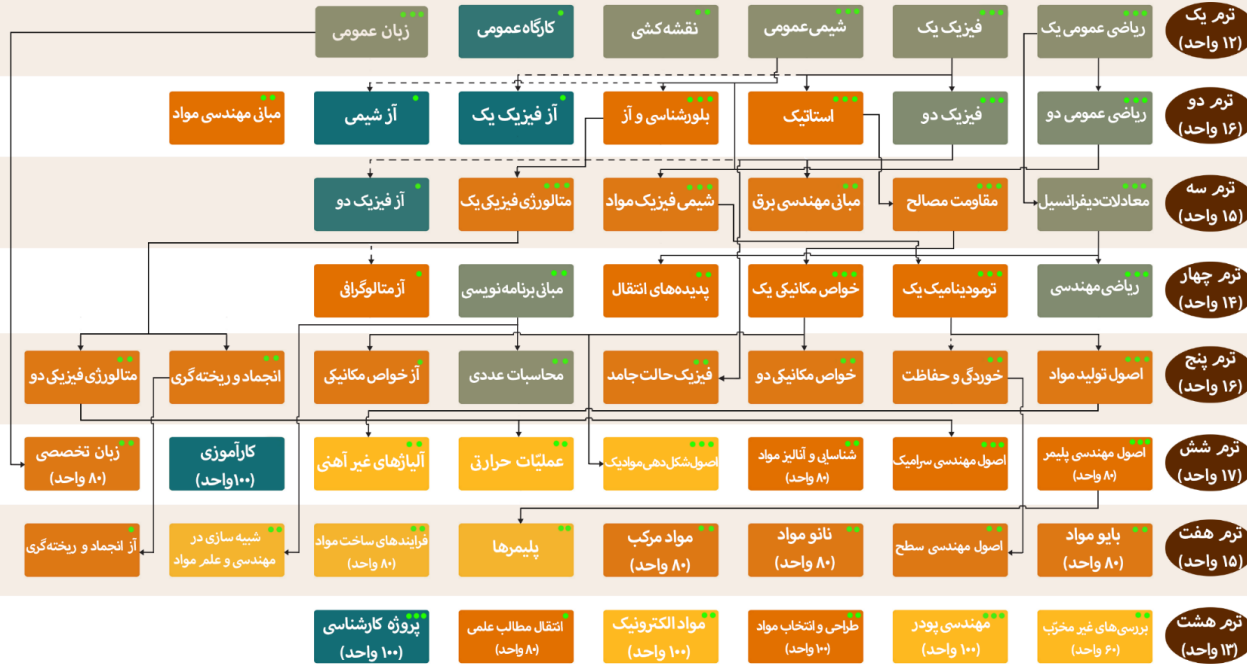 ترم یک
(۱۲ واحد)
ریاضی عمومی یک
فیزیک یک
شیمی عمومی
نقشه کشی
کارگاه عمومی
زبان عمومی
ترم دو
(۱۶ واحد)
ریاضی عمومی دو
فیزیک دو
استاتیک
بلورشناسی و آز
آز فیزیک یک
آز شیمی
مبانی مهندسی مواد
ترم سه
(۱۵ واحد)
معادلات دیفرانسیل
مقاومت مصالح
مبانی مهندسی برق
شیمی فیزیک مواد
متالورژی فیزیکی یک
آز فیزیک دو
ترم چهار
(۱۴ واحد)
ریاضی مهندسی
ترمودینامیک یک
خواص مکانیکی یک
پدیده‌های انتقال
مبانی برنامه نویسی
آز متالوگرافی
ترم پنج
(۱۶ واحد)
اصول تولید مواد
خوردگی و حفاظت
خواص مکانیکی دو
فیزیک حالت جامد
محاسبات عددی
آز خواص مکانیکی
انجماد و ریخته گری
متالورژی فیزیکی دو
ترم شش
(۱۷ واحد)
اصول مهندسی پلیمر
(۸۰ واحد)
اصول مهندسی سرامیک
شناسایی و آنالیز مواد
(۸۰ واحد)
اصول شکل دهی مواد یک
عملیّات حرارتی
آلیاژهای غیر آهنی
کارآموزی
(۱۰۰واحد)
زبان تخصصی
(۸۰ واحد)
ترم هفت
(۱۵ واحد)
بایو مواد
(۸۰ واحد)
اصول مهندسی سطح
نانو مواد
(۸۰ واحد)
مواد مرکب
(۸۰ واحد)
پلیمرها
فرایندهای ساخت مواد
(۸۰ واحد)
شبیه سازی در
مهندسی و علم مواد
آز انجماد و ریخته‌گری
ترم هشت
(۱۳ واحد)
بررسی‌های غیر مخرّب
(۶۰ واحد)
مهندسی پودر
(۱۰۰ واحد)
طراحی و انتخاب مواد
(۱۰۰ واحد)
مواد الکترونیک
(۱۰۰ واحد)
انتقال مطالب علمی
(۸۰ واحد)
پروژه کارشناسی
(۱۰۰ واحد)